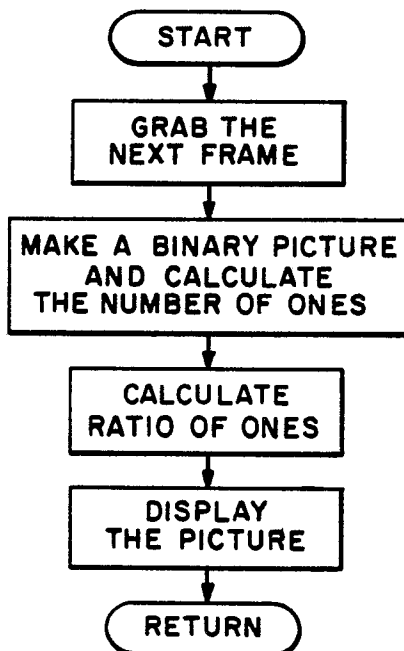 START
GRAB THE
NEXT FRAME
MAKE A BINARY PICTURE
AND CALCULATE
THE NUMBER OF ONES
CALCULATE
RATIO OF ONES
DISPLAY
THE PICTURE
RETURN